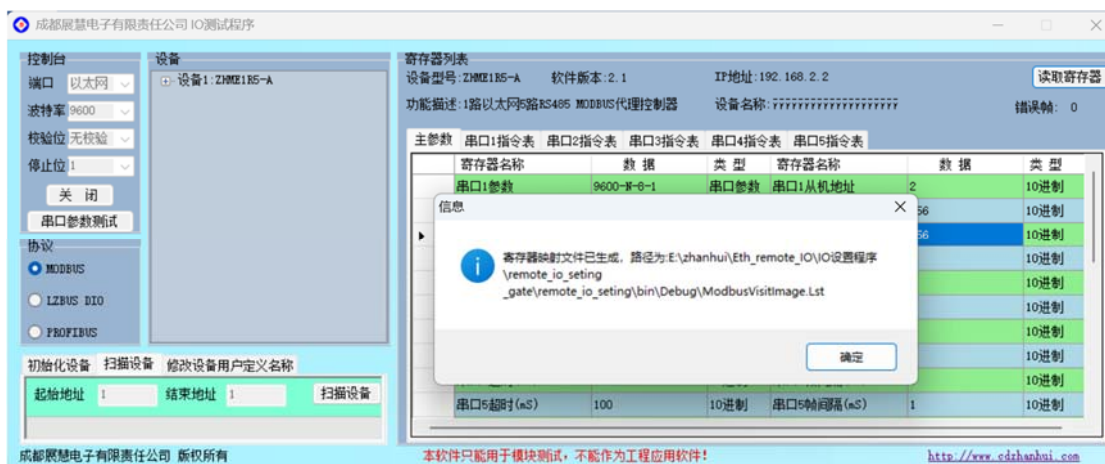 成都展慧电子有限责任公司 IO测试程序
控制台
端口 以太网
波特率 9600
校验位 无校验
停止位 1
关 闭
串口参数测试
协议
MODBUS
LZBUS DIO
PROFIBUS
设备
设备1:ZHME1R5-A
初始化设备 扫描设备 修改设备用户定义名称
起始地址 1 结束地址 1 扫描设备
寄存器列表
设备型号:ZHME1R5-A 软件版本:2.1 IP地址:192.168.2.2 读取寄存器
功能描述:1路以太网5路RS485 MODBUS代理控制器 设备名称: 错误帧: 0
主参数 串口1指令表 串口2指令表 串口3指令表 串口4指令表 串口5指令表
寄存器名称 数 据 类 型 寄存器名称 数 据 类 型
串口1参数 9600-N-8-1 串口参数 串口1从机地址 2 10进制
56 10进制
56 10进制
10进制
10进制
10进制
10进制
10进制
10进制
串口5超时(mS) 100 10进制 串口5帧间隔(mS) 1 10进制
信息
寄存器映射文件已生成，路径为:E:\zhanhui\Eth_remote_IO\IO设置程序
\remote_io_seting
_gate\remote_io_seting\bin\Debug\ModbusVisitImage.Lst
确定
成都展慧电子有限责任公司 版权所有 本软件只能用于模块测试，不能作为工程应用软件! http://www.cdzhanhui.com